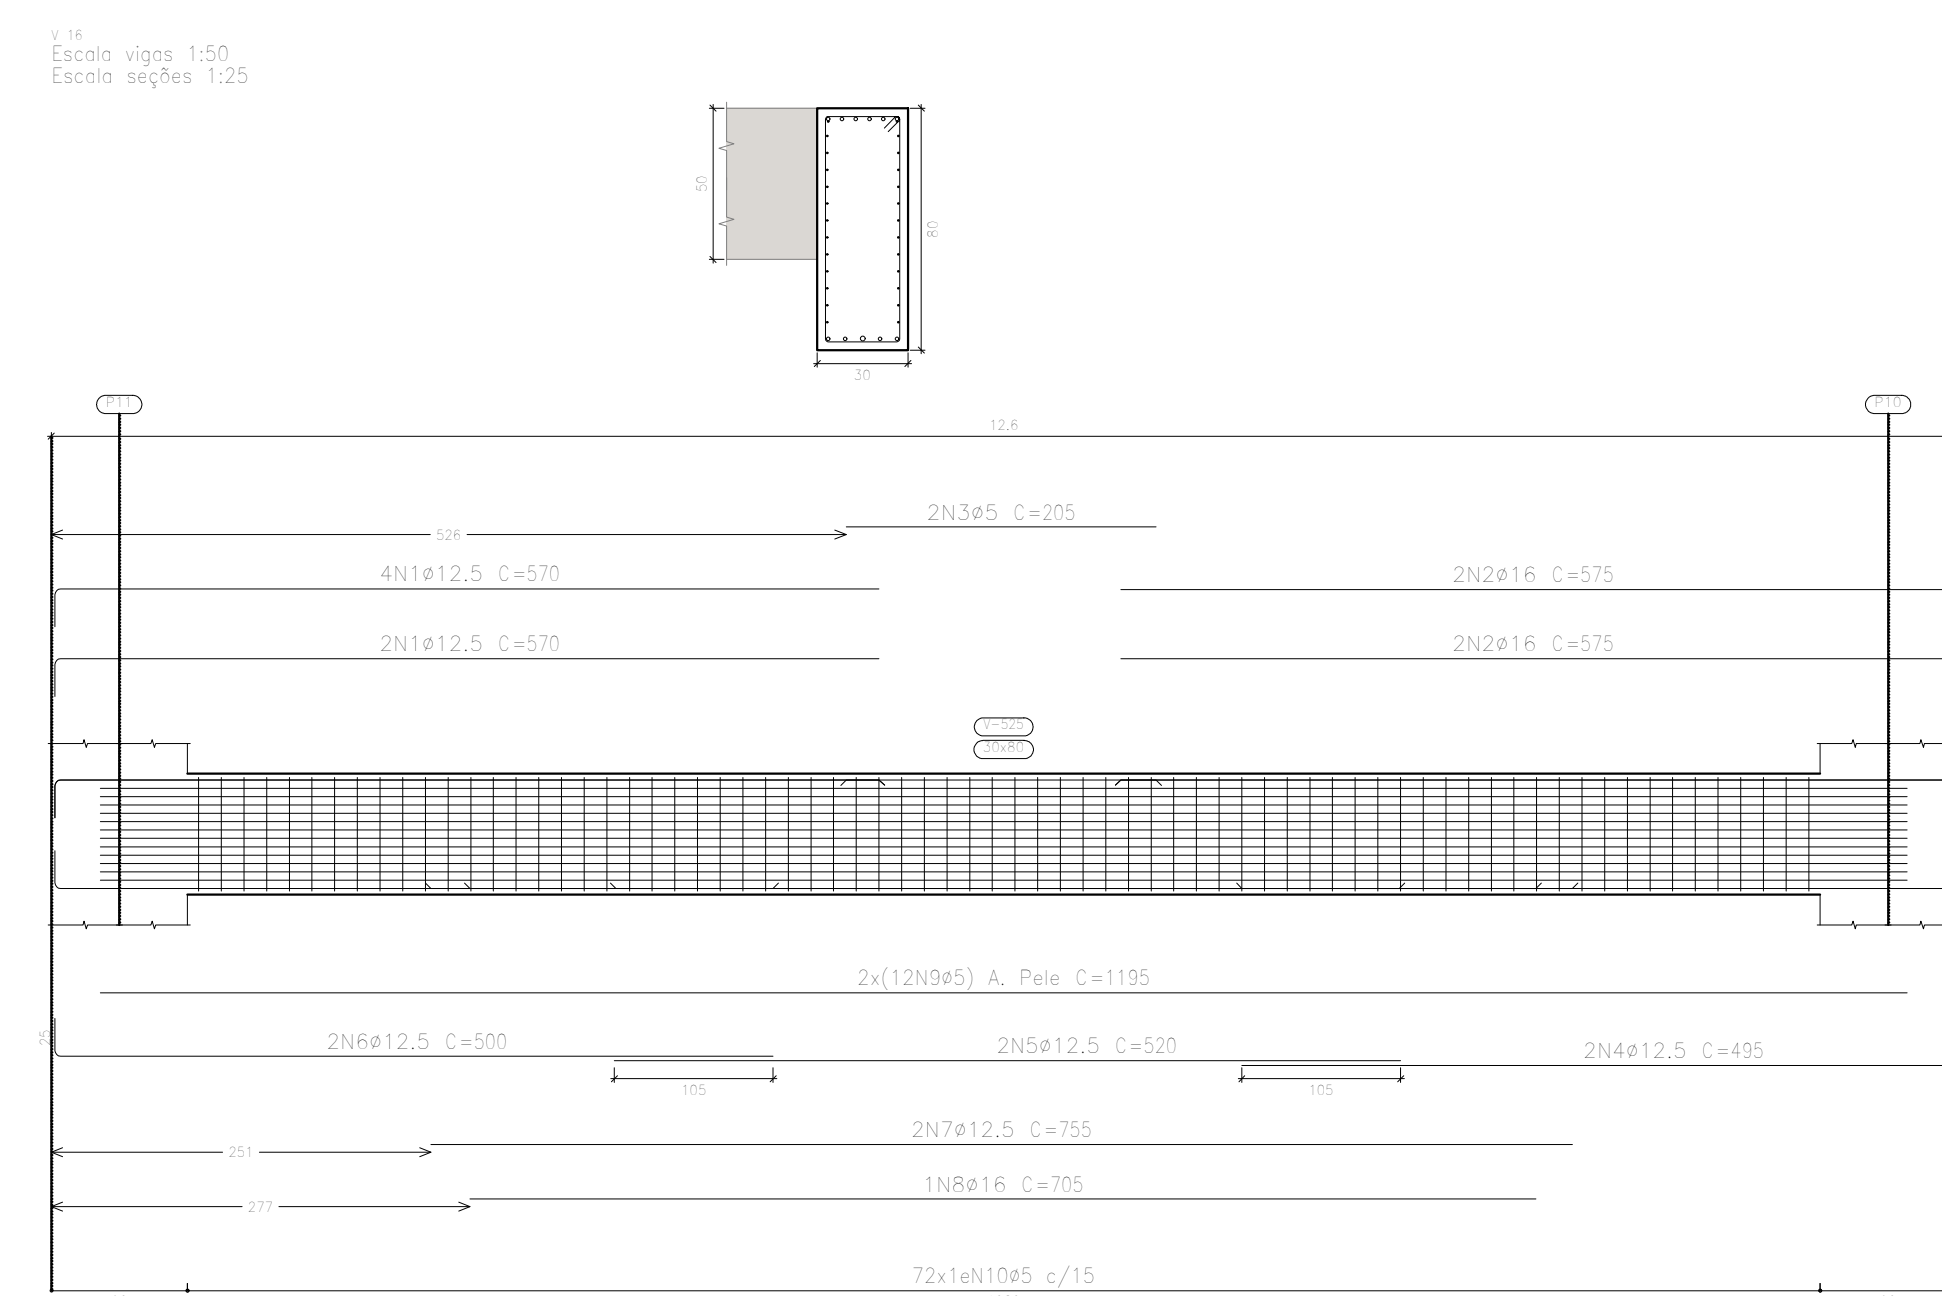 V 16
Escala vigas 1:50
Escala seções 1:25
50
80
30
P11
P10
12.6
2N3ø5 C=205
526
4N1ø12.5 C=570
2N2ø16 C=575
2N1ø12.5 C=570
2N2ø16 C=575
V-525
30x80
2x(12N9ø5) A. Pele C=1195
25
2N6ø12.5 C=500
2N5ø12.5 C=520
2N4ø12.5 C=495
105
105
2N7ø12.5 C=755
251
1N8ø16 C=705
277
72x1eN10ø5 c/15